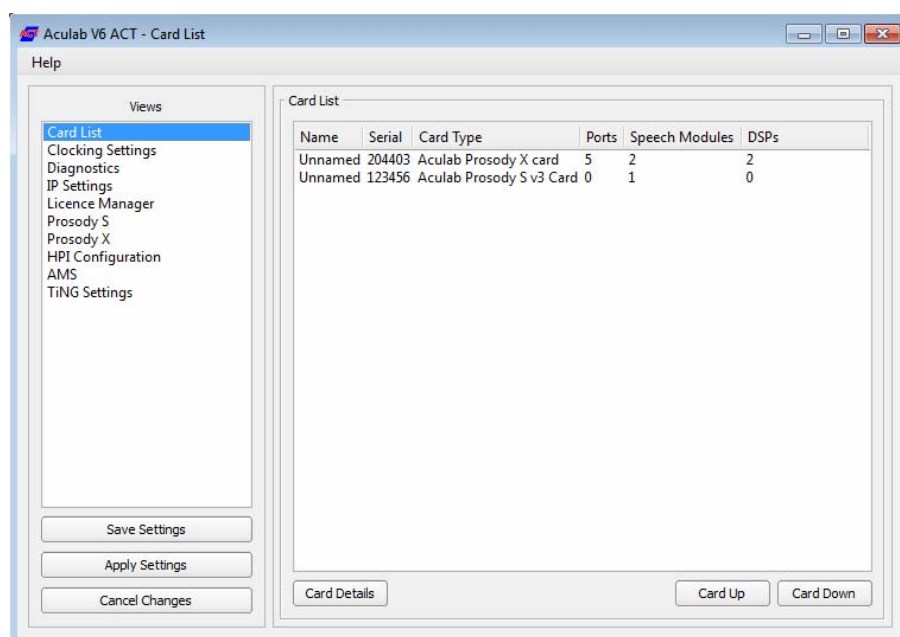 Aculab V6 ACT - Card List
Help
Views
Card List
Clocking Settings
Diagnostics
IP Settings
Licence Manager
Prosody S
Prosody X
HPI Configuration
AMS
TiNG Settings
Save Settings
Apply Settings
Cancel Changes
Card List
Name Serial Card Type Ports Speech Modules DSPs
Unnamed 204403 Aculab Prosody X card 5 2 2
Unnamed 123456 Aculab Prosody S v3 Card 0 1 0
Card Details Card Up Card Down